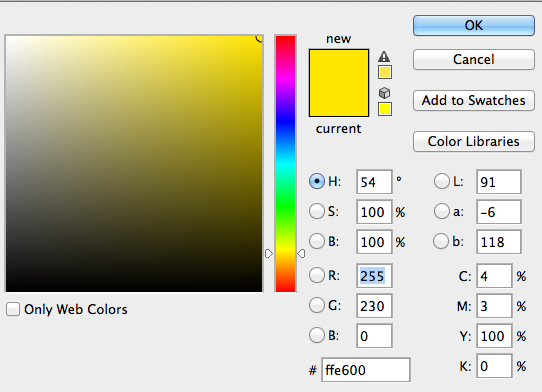 new
current
OK
Cancel
Add to Swatches
Color Libraries
H: 54 °
S: 100 %
B: 100 %
R: 255
G: 230
B: 0
# ffe600
L: 91
a: -6
b: 118
C: 4 %
M: 3 %
Y: 100 %
K: 0 %
Only Web Colors